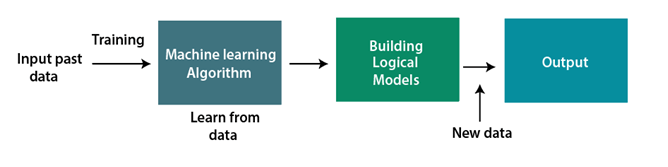 Input past
data
Training
Machine learning
Algorithm
Learn from
data
Building
Logical
Models
New data
Output